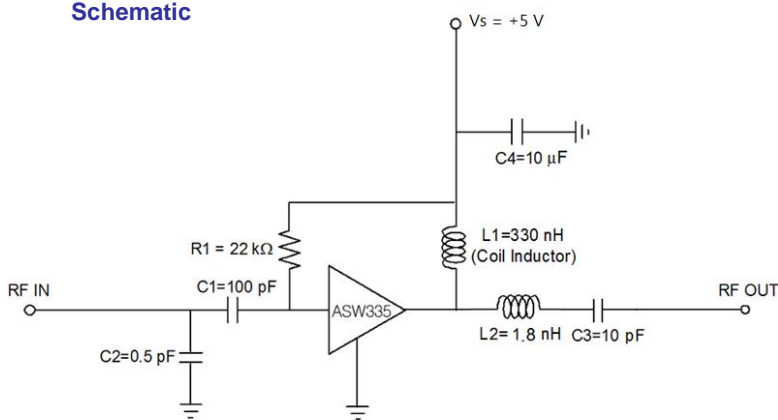 Schematic
Vs = +5 V
C4=10 μF
R1 = 22 kΩ
L1=330 nH
(Coil Inductor)
RF IN
C1=100 pF
ASW335
RF OUT
L2= 1.8 nH
C3=10 pF
C2=0.5 pF